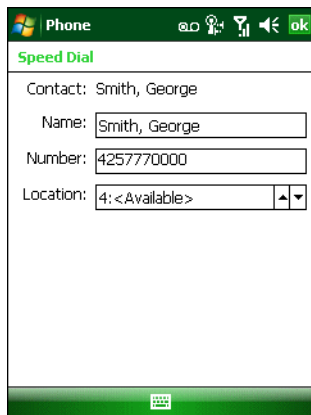 Phone
ok
Speed Dial
Contact: Smith, George
Name: Smith, George
Number: 4257770000
Location: 4:<Available>